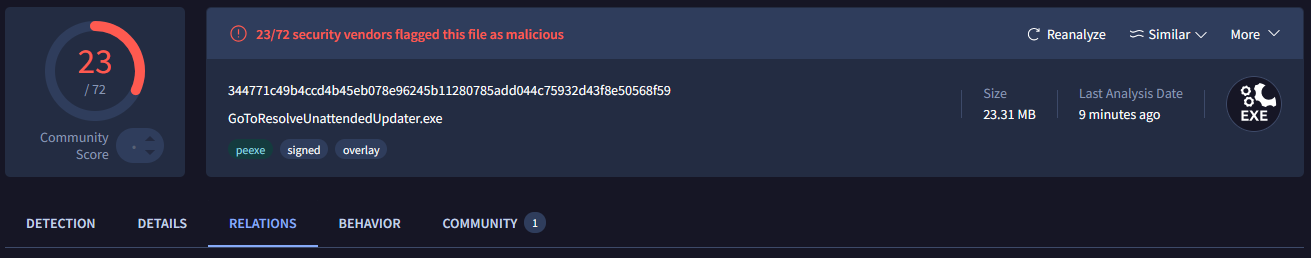 23
/ 72
Community
Score
23/72 security vendors flagged this file as malicious
Reanalyze
Similar
More
344771c49b4ccd4b45eb078e96245b11280785add044c75932d43f8e50568f59
GoToResolveUnattendedUpdater.exe
peexe
signed
overlay
Size
23.31 MB
Last Analysis Date
9 minutes ago
EXE
DETECTION
DETAILS
RELATIONS
BEHAVIOR
COMMUNITY 1